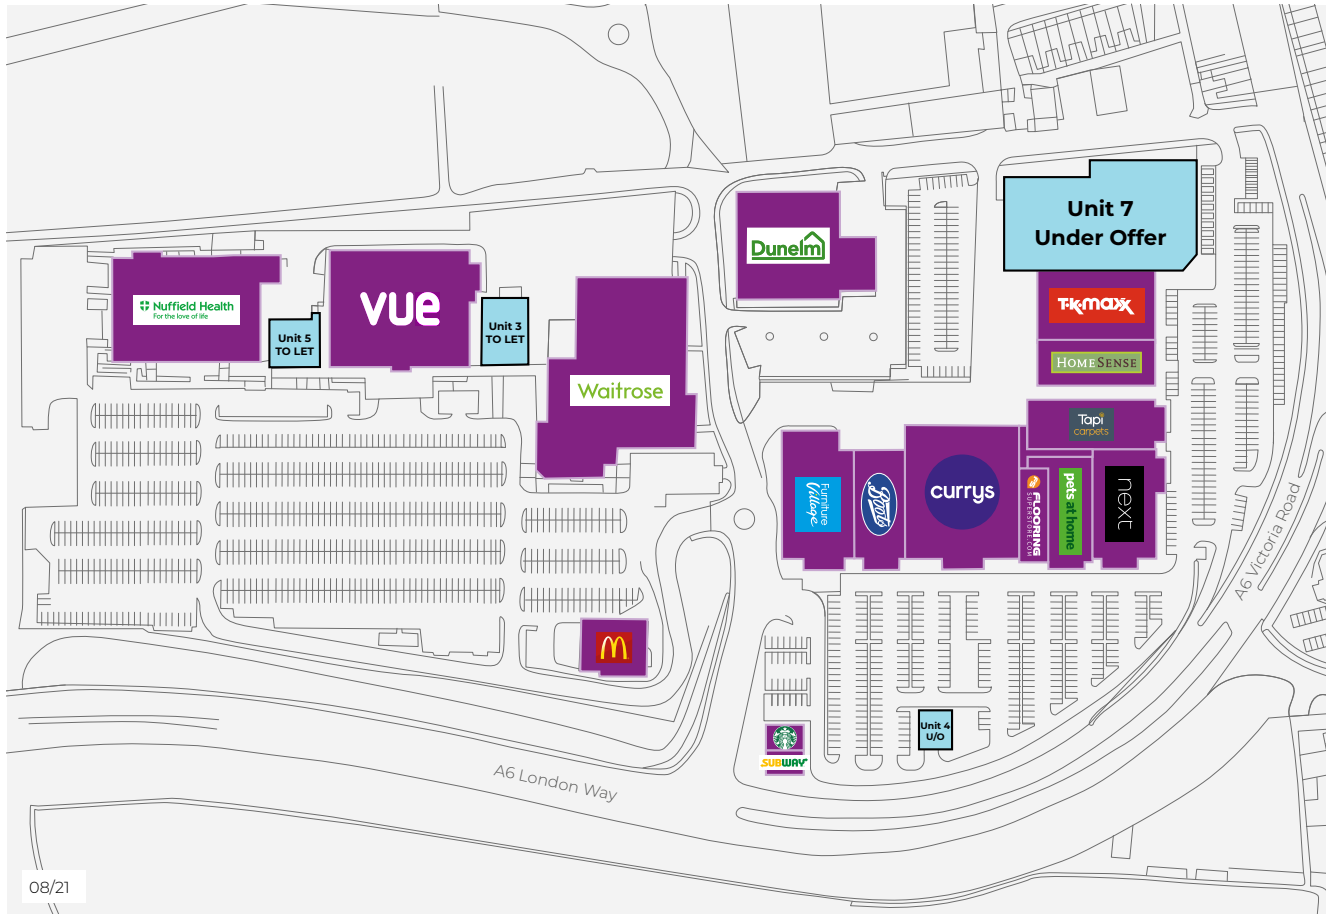 Unit 7
Under Offer
Dunelm
T·K·maxx
HOMESENSE
Nuffield Health
For the love of life
vue
Unit 5
TO LET
Unit 3
TO LET
Waitrose
Tapi
carpets
Furniture
Village
Boots
currys
FLOORING
SUPERSTORE.COM
pets at home
next
A6 Victoria Road
M
Unit 4
U/O
SUBWAY
A6 London Way
08/21